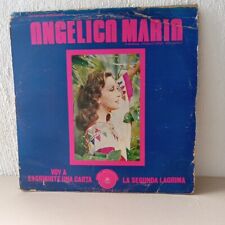 ANGELICA MARIA
VOY A
ESCRIBIRTE UNA CARTA
LA SEGUNDA LAGRIMA